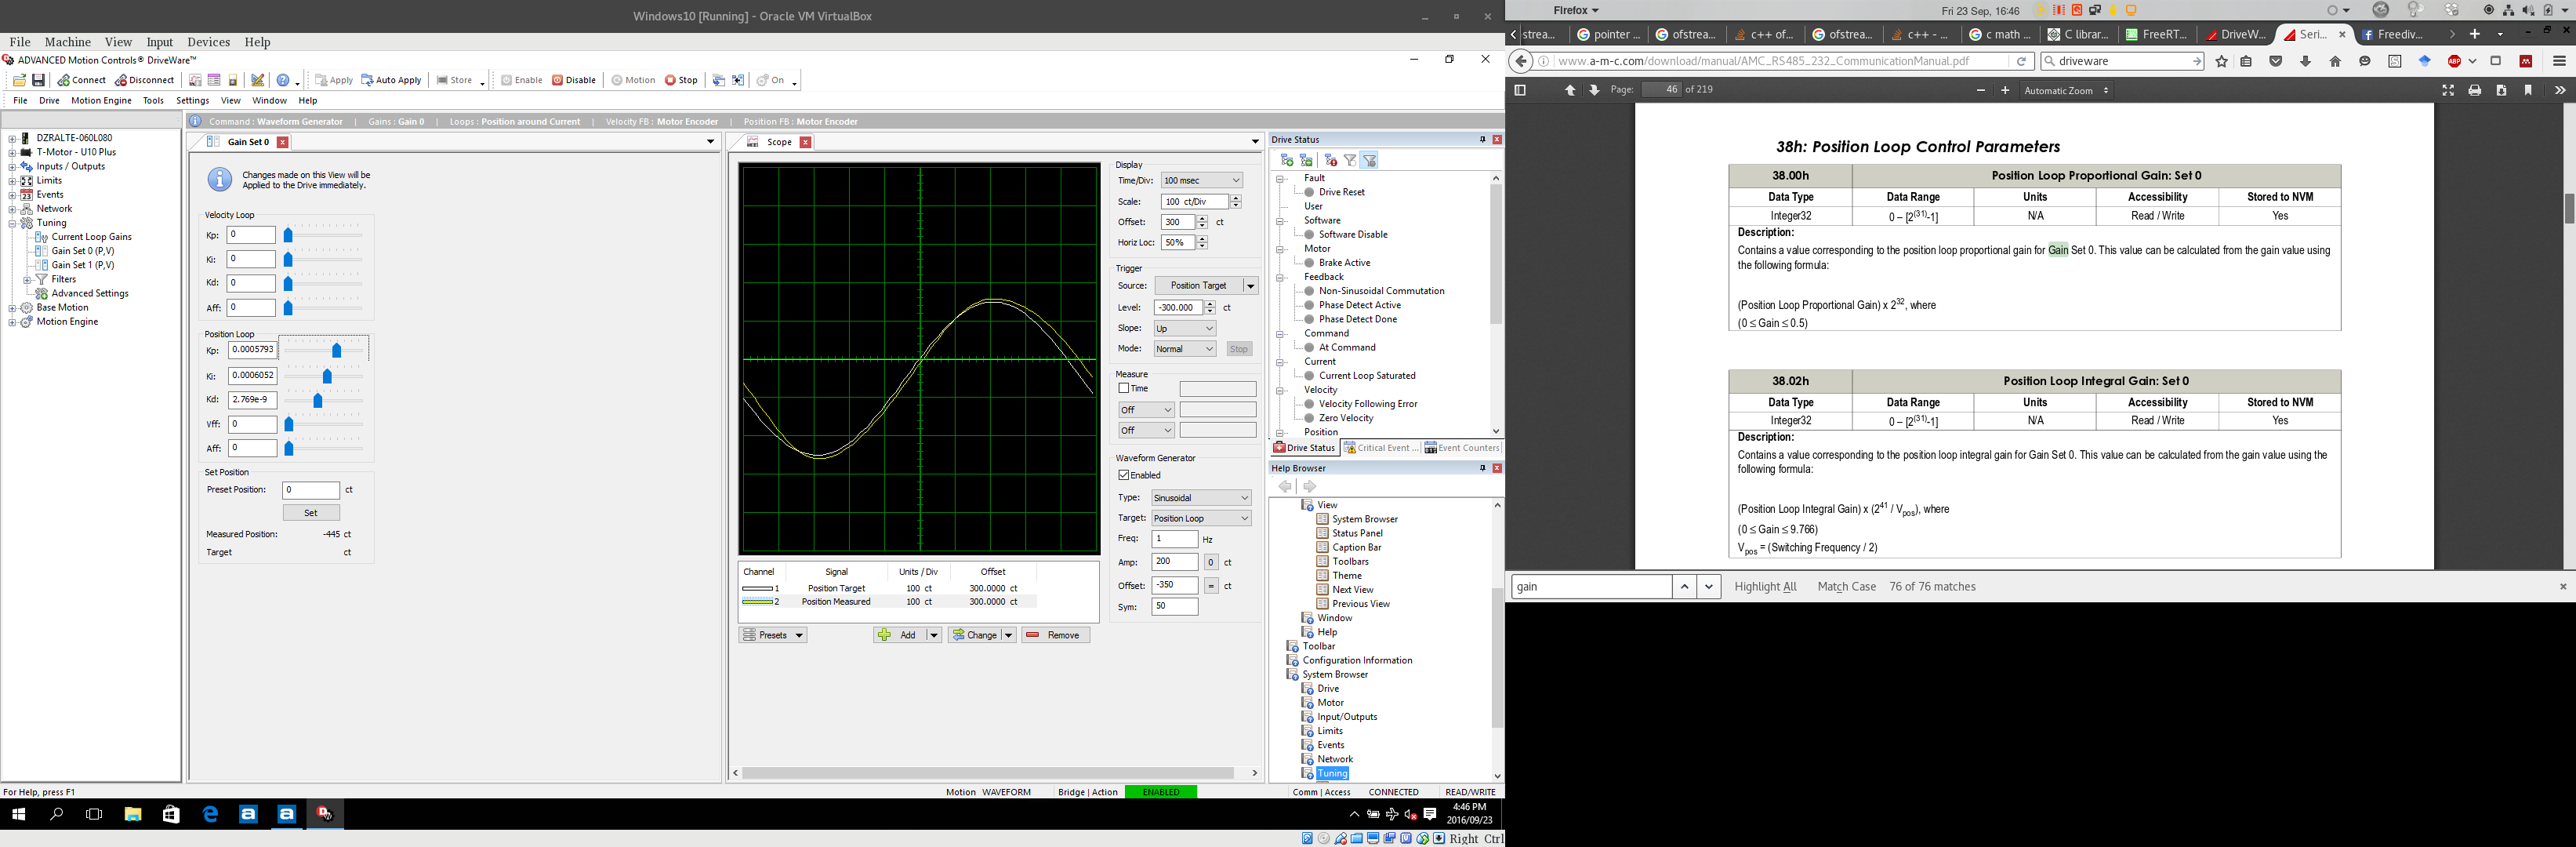 Windows10 [Running] - Oracle VM VirtualBox
File Machine View Input Devices Help
ADVANCED Motion Controls® DriveWare™
Connect Disconnect Apply Auto Apply Store Enable Disable Motion Stop On
File Drive Motion Engine Tools Settings View Window Help
Command : Waveform Generator | Gains : Gain 0 | Loops : Position around Current | Velocity FB : Motor Encoder | Position FB : Motor Encoder
DZRALTE-060L080
T-Motor - U10 Plus
Inputs / Outputs
Limits
Events
Network
Tuning
Current Loop Gains
Gain Set 0 (P,V)
Gain Set 1 (P,V)
Filters
Advanced Settings
Base Motion
Motion Engine
Gain Set 0
Changes made on this View will be
Applied to the Drive immediately.
Velocity Loop
Kp: 0
Ki: 0
Kd: 0
Aff: 0
Position Loop
Kp: 0.0005793
Ki: 0.0006052
Kd: 2.769e-9
Vff: 0
Aff: 0
Set Position
Preset Position: 0 ct
Set
Measured Position: -445 ct
Target ct
Scope
Channel Signal Units / Div Offset
1 Position Target 100 ct 300.0000 ct
2 Position Measured 100 ct 300.0000 ct
Presets Add Change Remove
Display
Time/Div: 100 msec
Scale: 100 ct/Div
Offset: 300 ct
Horiz Loc: 50%
Trigger
Source: Position Target
Level: -300.000 ct
Slope: Up
Mode: Normal Stop
Measure
Time
Off
Off
Waveform Generator
Enabled
Type: Sinusoidal
Target: Position Loop
Freq: 1 Hz
Amp: 200 0 ct
Offset: -350 = ct
Sym: 50
Drive Status
Fault
Drive Reset
User
Software
Software Disable
Motor
Brake Active
Feedback
Non-Sinusoidal Commutation
Phase Detect Active
Phase Detect Done
Command
At Command
Current
Current Loop Saturated
Velocity
Velocity Following Error
Zero Velocity
Position
Drive Status Critical Event ... Event Counters
Help Browser
View
System Browser
Status Panel
Caption Bar
Toolbars
Theme
Next View
Previous View
Window
Help
Toolbar
Configuration Information
System Browser
Drive
Motor
Input/Outputs
Limits
Events
Network
Tuning
For Help, press F1 Motion WAVEFORM Bridge | Action ENABLED Comm | Access CONNECTED READ/WRITE
4:46 PM
2016/09/23
Right Ctrl
Firefox Fri 23 Sep, 16:46
strea... pointer ... ofstrea... c++ of... ofstrea... c++ - ... c math ... C librar... FreeRT... DriveW... Seri... Freediv...
www.a-m-c.com/download/manual/AMC_RS485_232_CommunicationManual.pdf driveware ABP
Page: 46 of 219 Automatic Zoom
38h: Position Loop Control Parameters
38.00h Position Loop Proportional Gain: Set 0
Data Type Data Range Units Accessibility Stored to NVM
Integer32 0 – [2(31)-1] N/A Read / Write Yes
Description:
Contains a value corresponding to the position loop proportional gain for Gain Set 0. This value can be calculated from the gain value using
the following formula:
(Position Loop Proportional Gain) x 232, where
(0 ≤ Gain ≤ 0.5)
38.02h Position Loop Integral Gain: Set 0
Data Type Data Range Units Accessibility Stored to NVM
Integer32 0 – [2(31)-1] N/A Read / Write Yes
Description:
Contains a value corresponding to the position loop integral gain for Gain Set 0. This value can be calculated from the gain value using the
following formula:
(Position Loop Integral Gain) x (241 / Vpos), where
(0 ≤ Gain ≤ 9.766)
Vpos = (Switching Frequency / 2)
gain Highlight All Match Case 76 of 76 matches